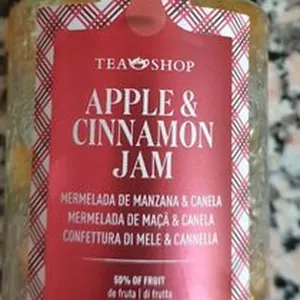 TEA SHOP
APPLE &
CINNAMON
JAM
MERMELADA DE MANZANA & CANELA
MERMELADA DE MAÇÃ & CANELA
CONFETTURA DI MELE & CANNELLA
50% OF FRUIT
de fruta | di frutta